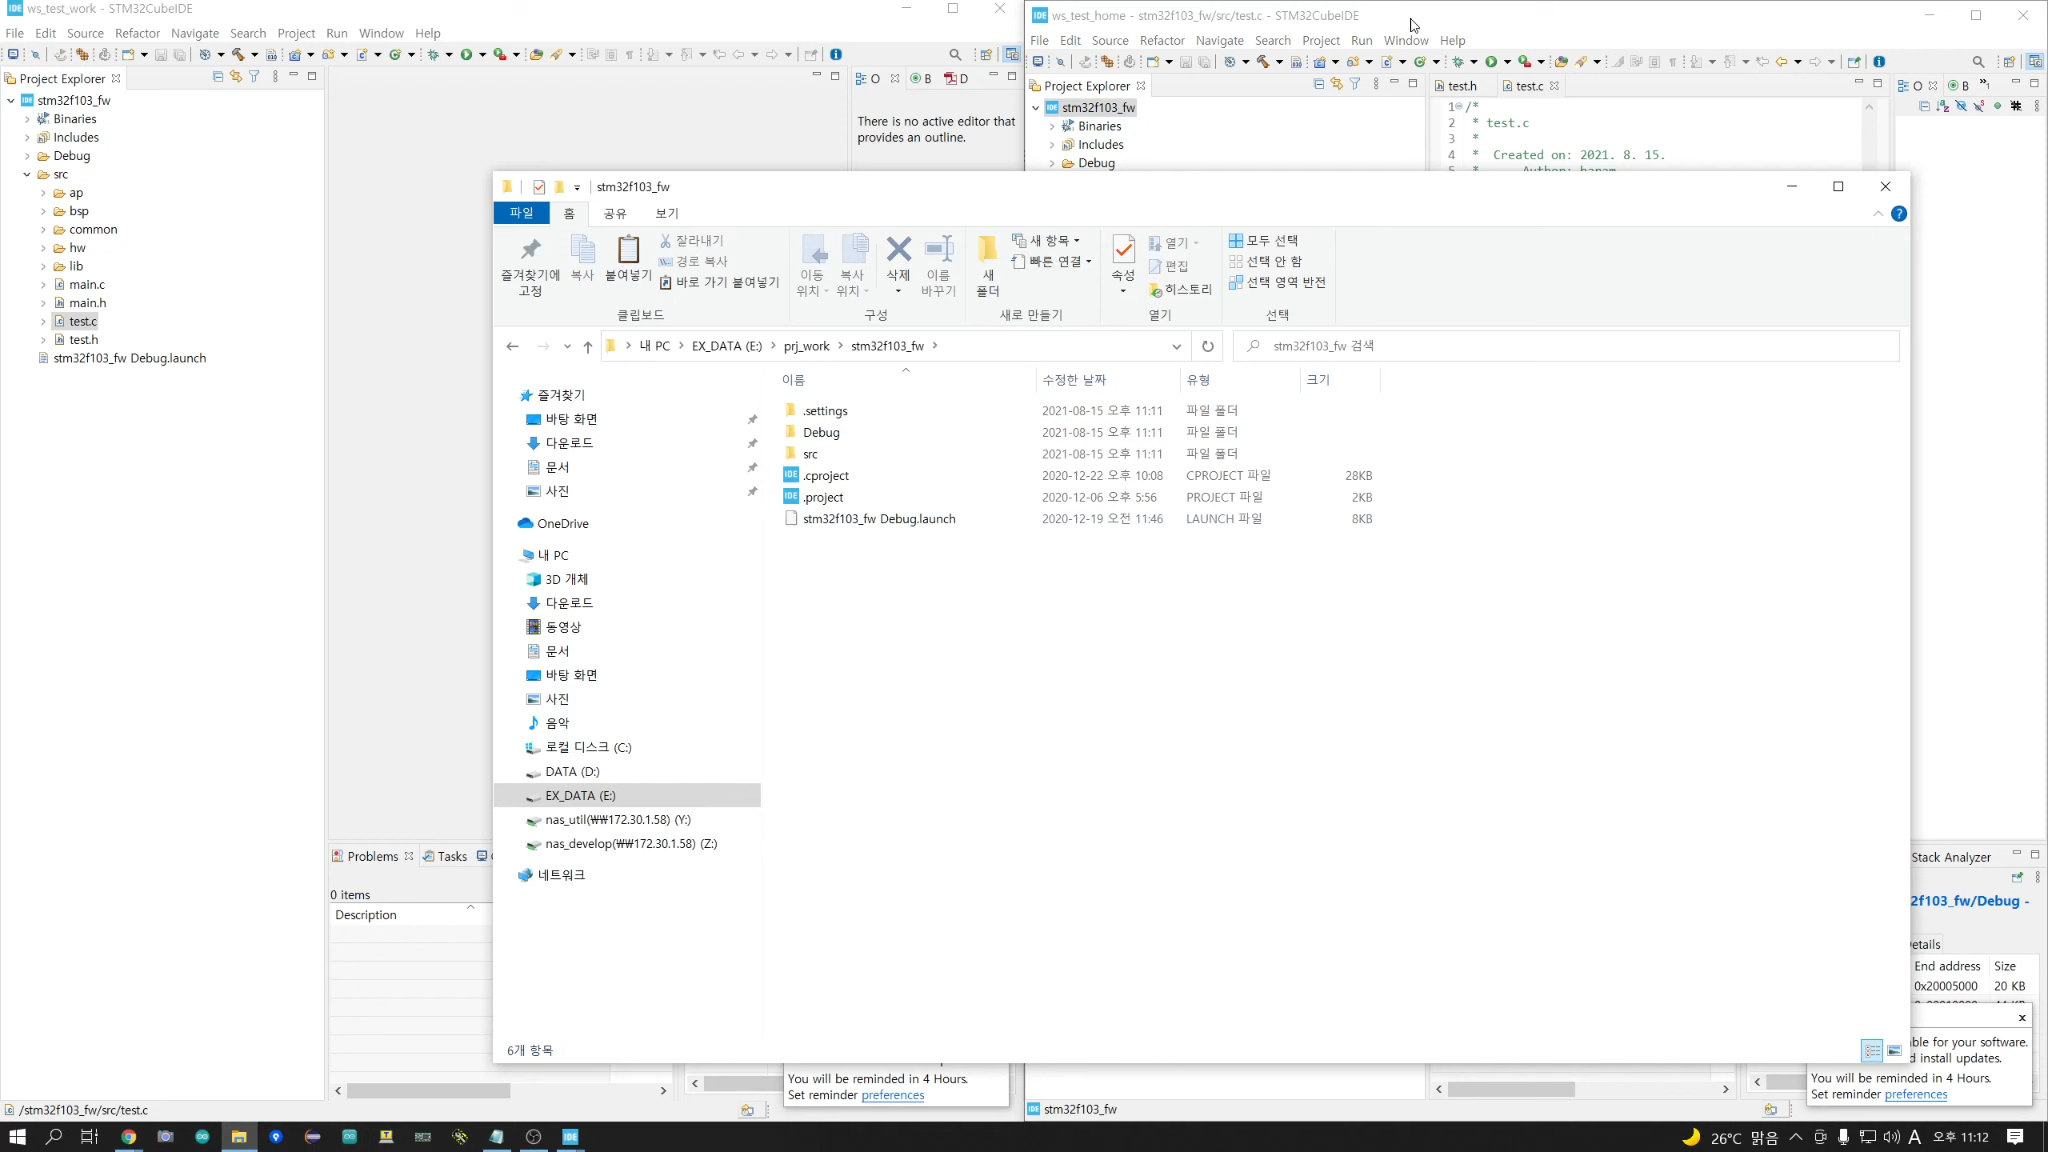 ws_test_work - STM32CubeIDE
File Edit Source Refactor Navigate Search Project Run Window Help
Project Explorer
stm32f103_fw
Binaries
Includes
Debug
src
ap
bsp
common
hw
lib
main.c
main.h
test.c
test.h
stm32f103_fw Debug.launch
O
B
D
There is no active editor that
provides an outline.
Problems
Tasks
0 items
Description
You will be reminded in 4 Hours.
Set reminder preferences
/stm32f103_fw/src/test.c
ws_test_home - stm32f103_fw/src/test.c - STM32CubeIDE
File Edit Source Refactor Navigate Search Project Run Window Help
Project Explorer
stm32f103_fw
Binaries
Includes
Debug
test.h
test.c
1 /*
2 * test.c
3 *
4 * Created on: 2021. 8. 15.
O
B
stm32f103_fw
파일 홈 공유 보기
즐겨찾기에
고정
복사
붙여넣기
잘라내기
경로 복사
바로 가기 붙여넣기
클립보드
이동
위치
복사
위치
삭제
이름
바꾸기
구성
새
폴더
새 항목
빠른 연결
새로 만들기
속성
열기
편집
히스토리
열기
모두 선택
선택 안 함
선택 영역 반전
선택
내 PC > EX_DATA (E:) > prj_work > stm32f103_fw >
stm32f103_fw 검색
즐겨찾기
바탕 화면
다운로드
문서
사진
OneDrive
내 PC
3D 개체
다운로드
동영상
문서
바탕 화면
사진
음악
로컬 디스크 (C:)
DATA (D:)
EX_DATA (E:)
nas_util(₩₩172.30.1.58) (Y:)
nas_develop(₩₩172.30.1.58) (Z:)
네트워크
이름 수정한 날짜 유형 크기
.settings 2021-08-15 오후 11:11 파일 폴더
Debug 2021-08-15 오후 11:11 파일 폴더
src 2021-08-15 오후 11:11 파일 폴더
.cproject 2020-12-22 오후 10:08 CPROJECT 파일 28KB
.project 2020-12-06 오후 5:56 PROJECT 파일 2KB
stm32f103_fw Debug.launch 2020-12-19 오전 11:46 LAUNCH 파일 8KB
6개 항목
Stack Analyzer
2f103_fw/Debug -
etails
End address Size
0x20005000 20 KB
ble for your software.
d install updates.
You will be reminded in 4 Hours.
Set reminder preferences
stm32f103_fw
26°C 맑음 A 오후 11:12